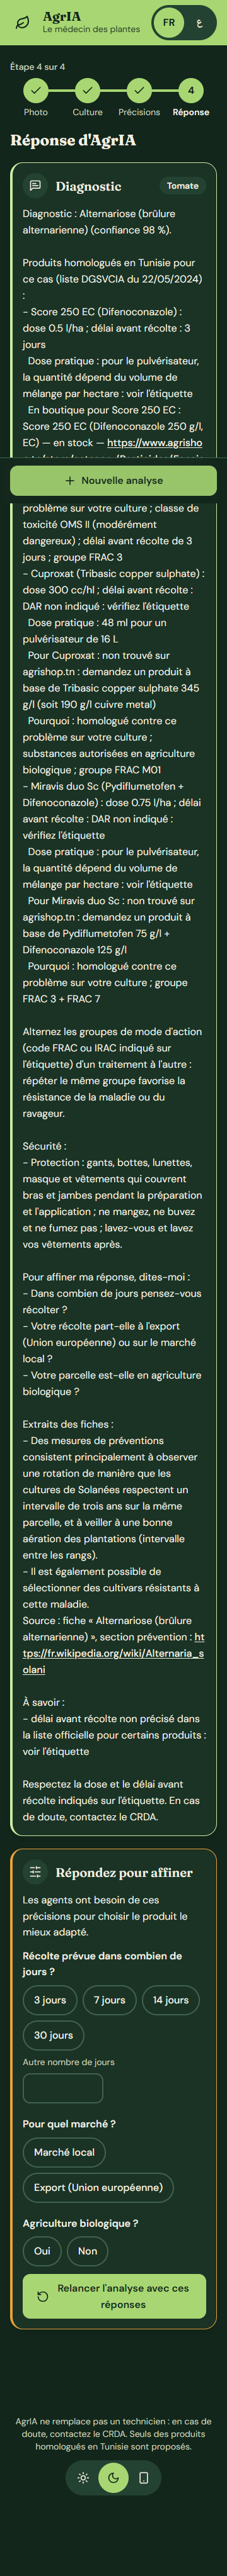 AgrIA
Le médecin des plantes
FR
ع
Étape 4 sur 4
4
Photo
Culture
Précisions
Réponse
Réponse d'AgrIA
Diagnostic
Tomate
Diagnostic : Alternariose (brûlure
alternarienne) (confiance 98 %).
Produits homologués en Tunisie pour
ce cas (liste DGSVCIA du 22/05/2024)
:
- Score 250 EC (Difenoconazole) :
dose 0.5 l/ha ; délai avant récolte : 3
jours
Dose pratique : pour le pulvérisateur,
la quantité dépend du volume de
mélange par hectare : voir l'étiquette
En boutique pour Score 250 EC :
Score 250 EC (Difenoconazole 250 g/l,
EC) — en stock — https://www.agrisho
+ Nouvelle analyse
problème sur votre culture ; classe de
toxicité OMS II (modérément
dangereux) ; délai avant récolte de 3
jours ; groupe FRAC 3
- Cuproxat (Tribasic copper sulphate) :
dose 300 cc/hl ; délai avant récolte :
DAR non indiqué : vérifiez l'étiquette
Dose pratique : 48 ml pour un
pulvérisateur de 16 L
Pour Cuproxat : non trouvé sur
agrishop.tn : demandez un produit à
base de Tribasic copper sulphate 345
g/l (soit 190 g/l cuivre metal)
Pourquoi : homologué contre ce
problème sur votre culture ;
substances autorisées en agriculture
biologique ; groupe FRAC M01
- Miravis duo Sc (Pydiflumetofen +
Difenoconazole) : dose 0.75 l/ha ; délai
avant récolte : DAR non indiqué :
vérifiez l'étiquette
Dose pratique : pour le pulvérisateur,
la quantité dépend du volume de
mélange par hectare : voir l'étiquette
Pour Miravis duo Sc : non trouvé sur
agrishop.tn : demandez un produit à
base de Pydiflumetofen 75 g/l +
Difenoconazole 125 g/l
Pourquoi : homologué contre ce
problème sur votre culture ; groupe
FRAC 3 + FRAC 7
Alternez les groupes de mode d'action
(code FRAC ou IRAC indiqué sur
l'étiquette) d'un traitement à l'autre :
répéter le même groupe favorise la
résistance de la maladie ou du
ravageur.
Sécurité :
- Protection : gants, bottes, lunettes,
masque et vêtements qui couvrent
bras et jambes pendant la préparation
et l'application ; ne mangez, ne buvez
et ne fumez pas ; lavez-vous et lavez
vos vêtements après.
Pour affiner ma réponse, dites-moi :
- Dans combien de jours pensez-vous
récolter ?
- Votre récolte part-elle à l'export
(Union européenne) ou sur le marché
local ?
- Votre parcelle est-elle en agriculture
biologique ?
Extraits des fiches :
- Des mesures de préventions
consistent principalement à observer
une rotation de manière que les
cultures de Solanées respectent un
intervalle de trois ans sur la même
parcelle, et à veiller à une bonne
aération des plantations (intervalle
entre les rangs).
- Il est également possible de
sélectionner des cultivars résistants à
cette maladie.
Source : fiche « Alternariose (brûlure
alternarienne) », section prévention : ht
tps://fr.wikipedia.org/wiki/Alternaria_s
olani
À savoir :
- délai avant récolte non précisé dans
la liste officielle pour certains produits :
voir l'étiquette
Respectez la dose et le délai avant
récolte indiqués sur l'étiquette. En cas
de doute, contactez le CRDA.
Répondez pour affiner
Les agents ont besoin de ces
précisions pour choisir le produit le
mieux adapté.
Récolte prévue dans combien de
jours ?
3 jours
7 jours
14 jours
30 jours
Autre nombre de jours
Pour quel marché ?
Marché local
Export (Union européenne)
Agriculture biologique ?
Oui
Non
Relancer l'analyse avec ces
réponses
AgrIA ne remplace pas un technicien : en cas de
doute, contactez le CRDA. Seuls des produits
homologués en Tunisie sont proposés.